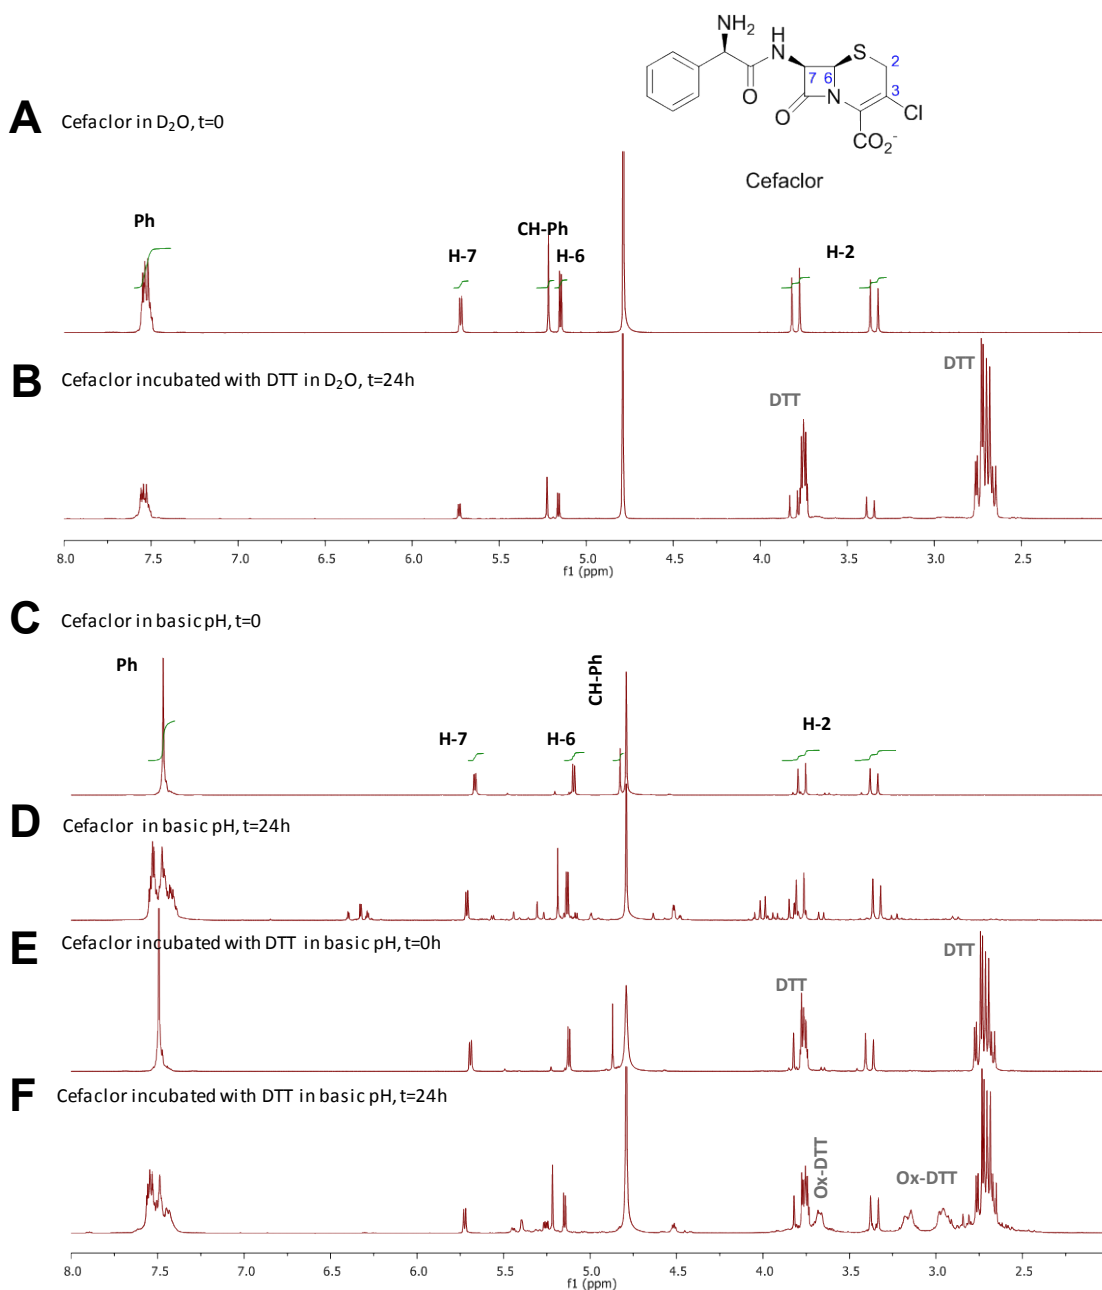 NH₂
H
N
S
2
7
6
3
O
N
O
Cl
CO₂⁻
Cefaclor
A Cefaclor in D₂O, t=0
Ph
H-7
CH-Ph
H-6
H-2
B Cefaclor incubated with DTT in D₂O, t=24h
DTT
DTT
8.0 7.5 7.0 6.5 6.0 5.5 5.0 4.5 4.0 3.5 3.0 2.5
f1 (ppm)
C Cefaclor in basic pH, t=0
Ph
H-7
H-6
CH-Ph
H-2
D Cefaclor in basic pH, t=24h
E Cefaclor incubated with DTT in basic pH, t=0h
DTT
DTT
F Cefaclor incubated with DTT in basic pH, t=24h
Ox-DTT
Ox-DTT
8.0 7.5 7.0 6.5 6.0 5.5 5.0 4.5 4.0 3.5 3.0 2.5
f1 (ppm)